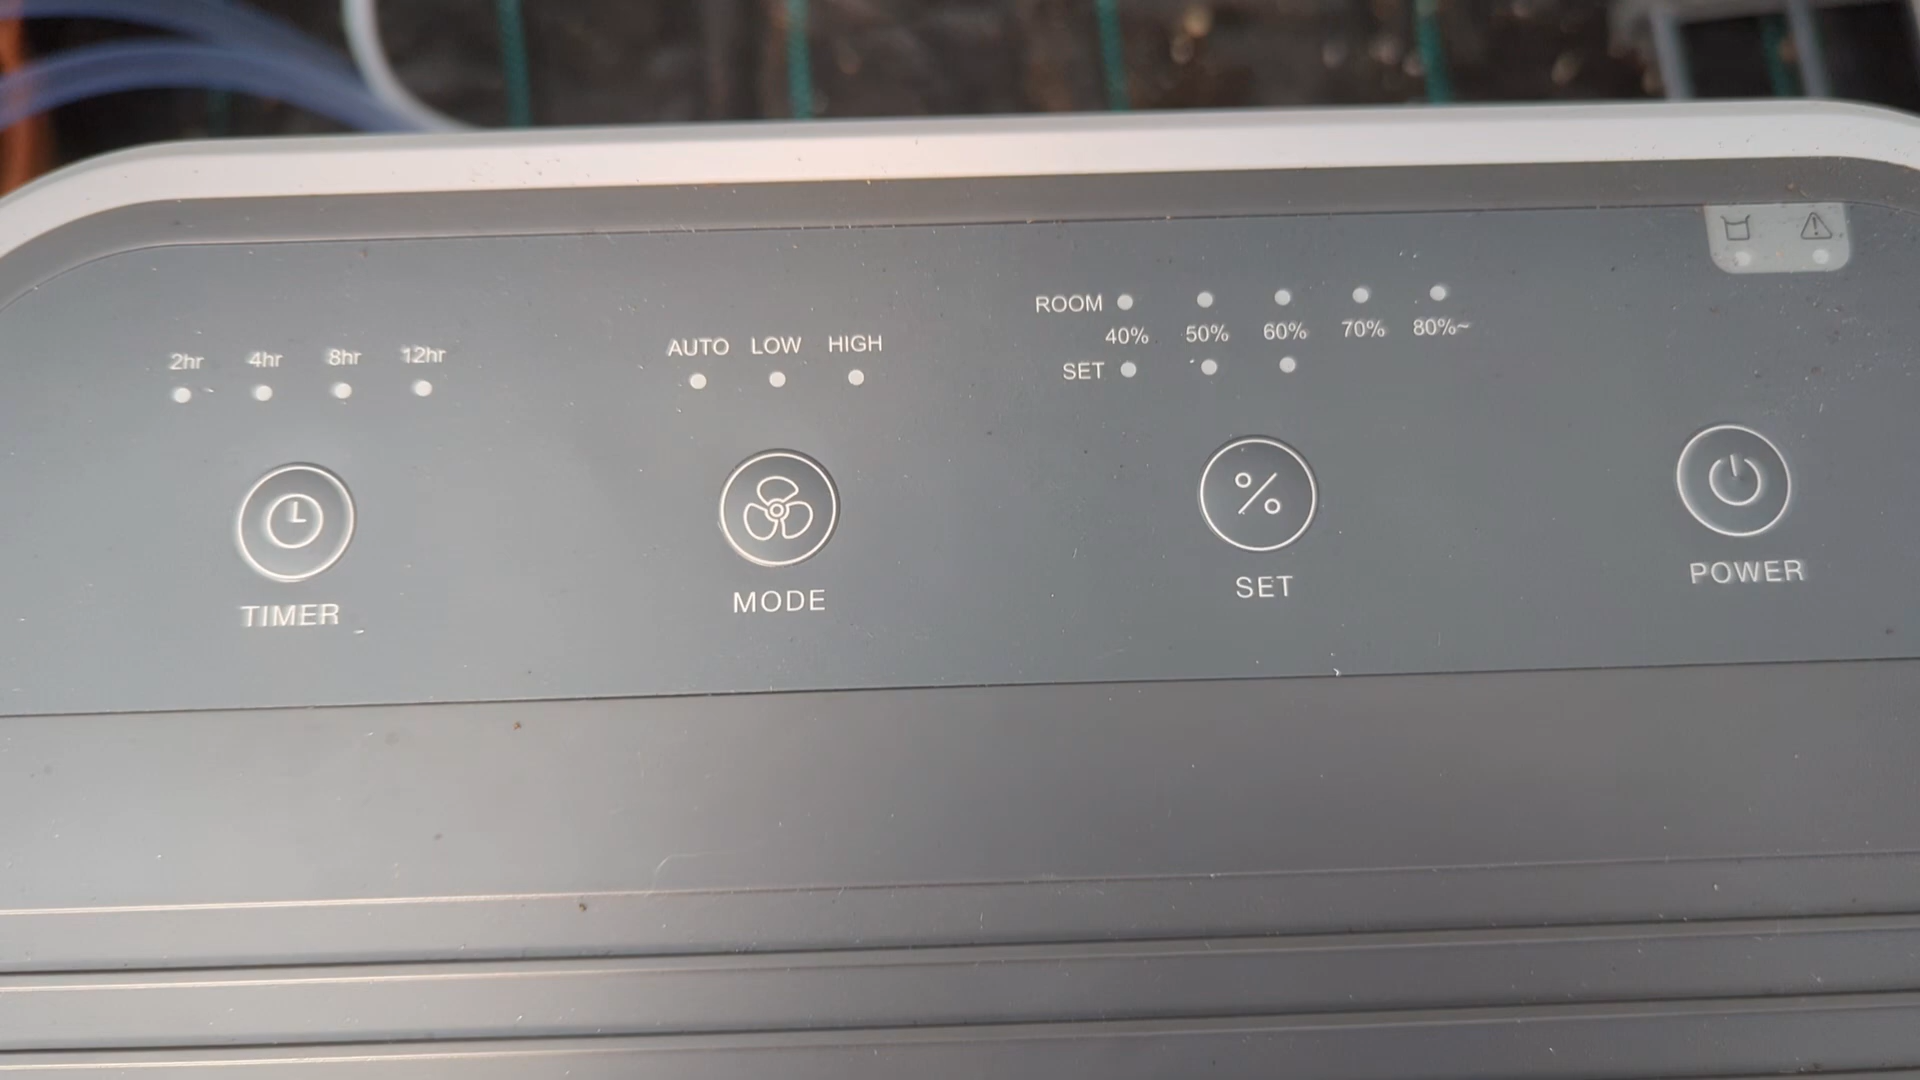 2hr 4hr 8hr 12hr
TIMER
AUTO LOW HIGH
MODE
ROOM
40% 50% 60% 70% 80%~
SET
SET
POWER